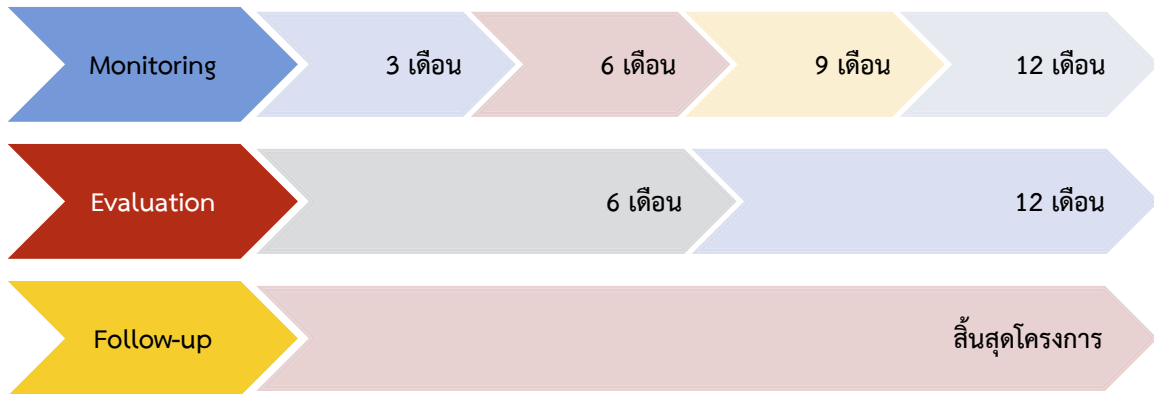 Monitoring 3 เดือน 6 เดือน 9 เดือน 12 เดือน
Evaluation 6 เดือน 12 เดือน
Follow-up สิ้นสุดโครงการ